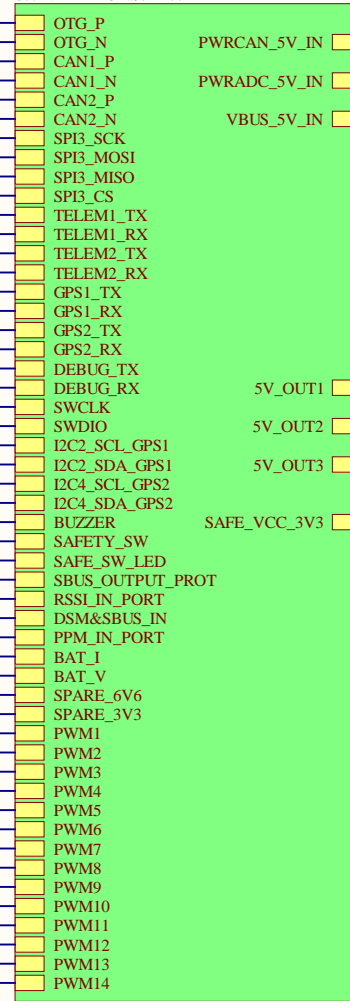 OTG_P
OTG_N PWRCAN_5V_IN
CAN1_P
CAN1_N PWRADC_5V_IN
CAN2_P
CAN2_N VBUS_5V_IN
SPI3_SCK
SPI3_MOSI
SPI3_MISO
SPI3_CS
TELEM1_TX
TELEM1_RX
TELEM2_TX
TELEM2_RX
GPS1_TX
GPS1_RX
GPS2_TX
GPS2_RX
DEBUG_TX
DEBUG_RX 5V_OUT1
SWCLK
SWDIO 5V_OUT2
I2C2_SCL_GPS1
I2C2_SDA_GPS1 5V_OUT3
I2C4_SCL_GPS2
I2C4_SDA_GPS2
BUZZER SAFE_VCC_3V3
SAFETY_SW
SAFE_SW_LED
SBUS_OUTPUT_PROT
RSSI_IN_PORT
DSM&SBUS_IN
PPM_IN_PORT
BAT_I
BAT_V
SPARE_6V6
SPARE_3V3
PWM1
PWM2
PWM3
PWM4
PWM5
PWM6
PWM7
PWM8
PWM9
PWM10
PWM11
PWM12
PWM13
PWM14